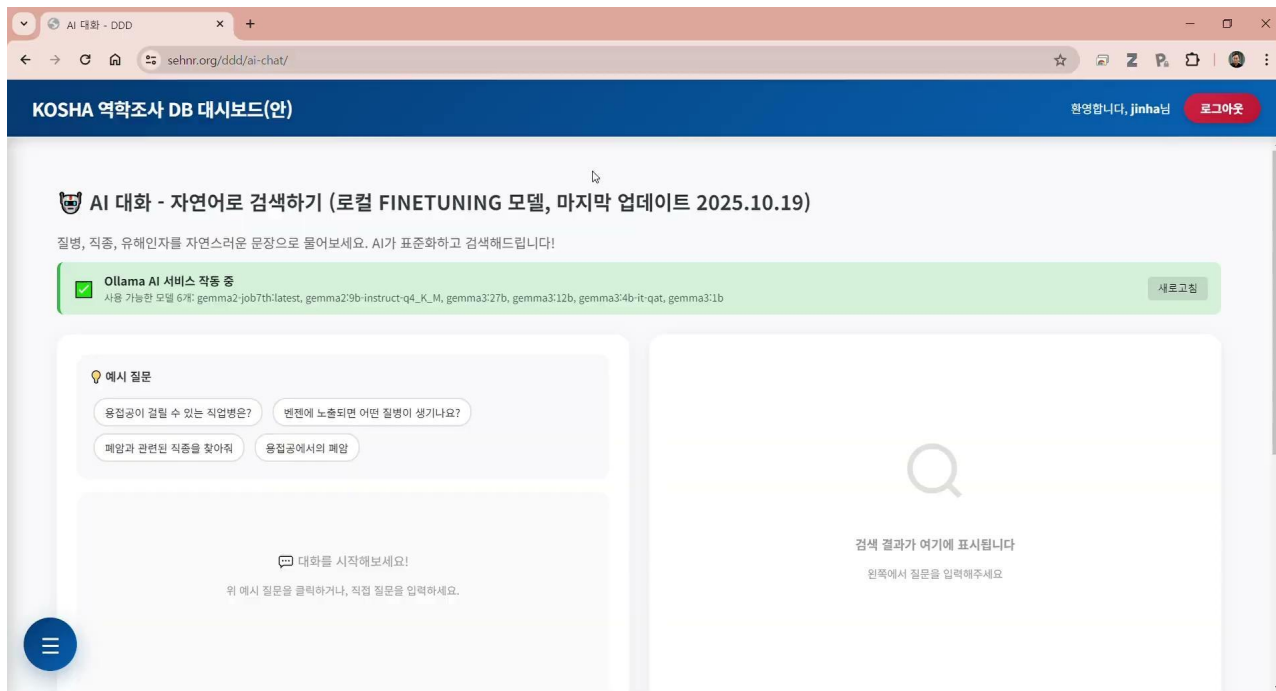 AI 대화 - DDD
sehnr.org/ddd/ai-chat/
KOSHA 역학조사 DB 대시보드(안)
환영합니다, jinha님
로그아웃
AI 대화 - 자연어로 검색하기 (로컬 FINETUNING 모델, 마지막 업데이트 2025.10.19)
질병, 직종, 유해인자를 자연스러운 문장으로 물어보세요. AI가 표준화하고 검색해드립니다!
Ollama AI 서비스 작동 중
사용 가능한 모델 6개: gemma2-job7th:latest, gemma2:9b-instruct-q4_K_M, gemma3:27b, gemma3:12b, gemma3:4b-it-qat, gemma3:1b
새로고침
예시 질문
용접공이 걸릴 수 있는 직업병은?
벤젠에 노출되면 어떤 질병이 생기나요?
폐암과 관련된 직종을 찾아줘
용접공에서의 폐암
대화를 시작해보세요!
위 예시 질문을 클릭하거나, 직접 질문을 입력하세요.
검색 결과가 여기에 표시됩니다
왼쪽에서 질문을 입력해주세요